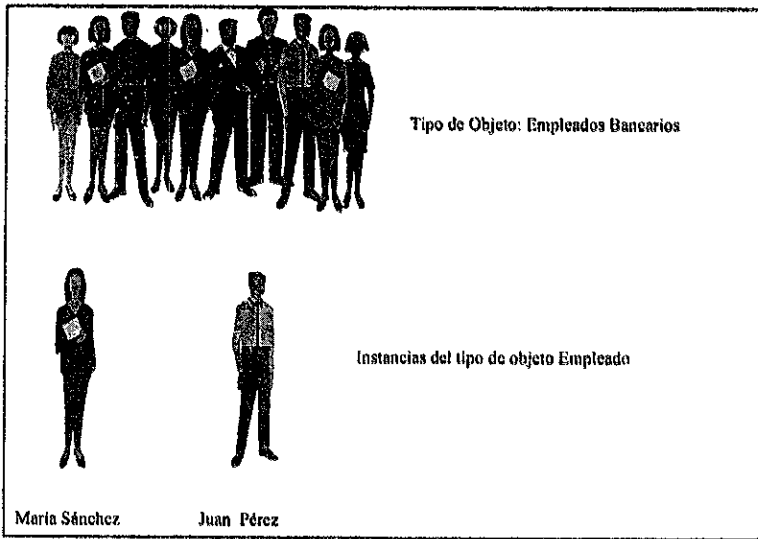 Tipo de Objeto: Empleados Bancarios
Instancias del tipo de objeto Empleado
María Sánchez Juan Pérez